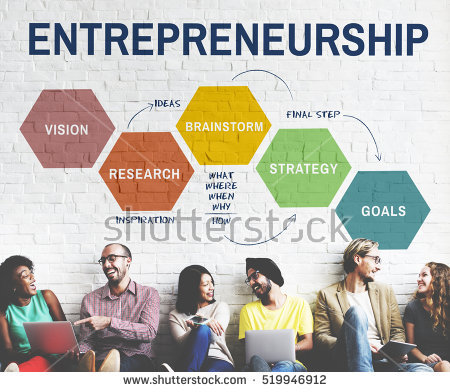 ENTREPRENEURSHIP
IDEAS
FINAL STEP
VISION
RESEARCH
BRAINSTORM
STRATEGY
GOALS
WHAT
WHERE
WHEN
WHY
HOW
INSPIRATION
shutterstock
www.shutterstock.com · 519946912